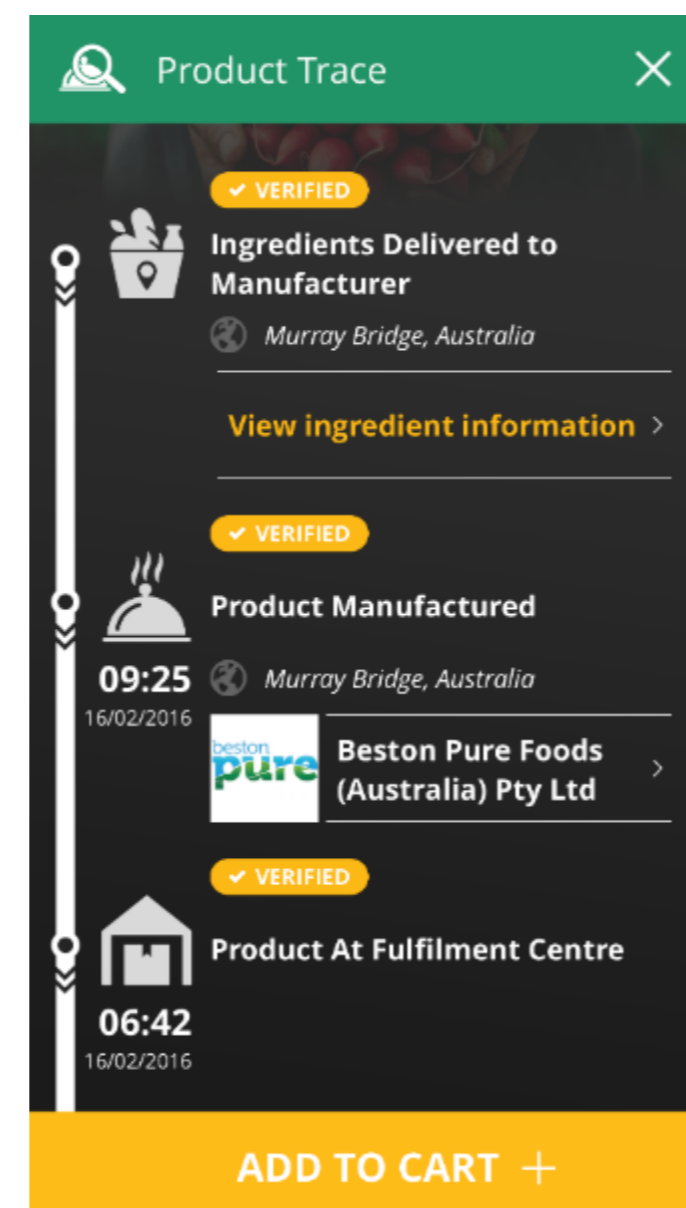 Product Trace
VERIFIED
Ingredients Delivered to
Manufacturer
Murray Bridge, Australia
View ingredient information
VERIFIED
Product Manufactured
09:25
Murray Bridge, Australia
16/02/2016
beston
pure
Beston Pure Foods
(Australia) Pty Ltd
VERIFIED
Product At Fulfilment Centre
06:42
16/02/2016
ADD TO CART +